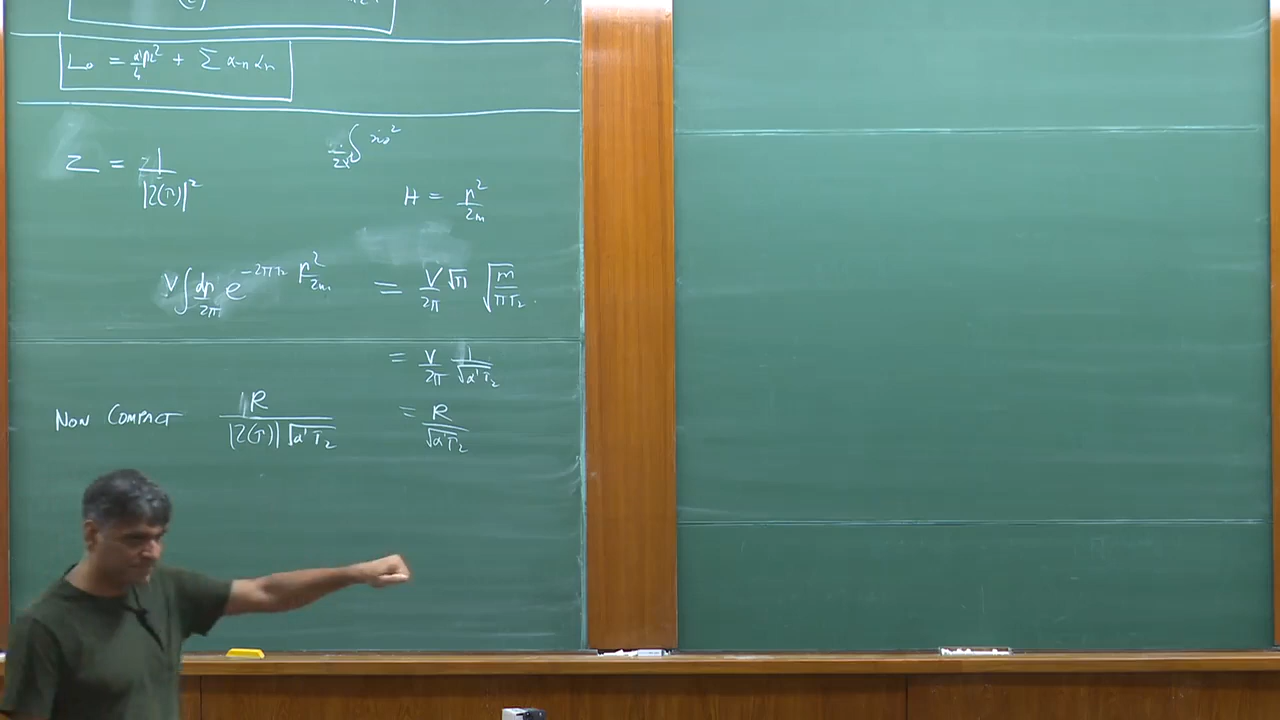 L₀ = α'p²/4 + Σ α₋ₙ αₙ
Z = 1/|η(τ)|²
ẋ₀²
H = p²/2m
V ∫ dp/2π e^{-2πτ₂ p²/2m} = V/2π √π √(m/πτ₂)
= V/2π 1/√(α'τ₂)
NON COMPACT R/(|η(τ)| √(α'τ₂)) = R/√(α'τ₂)